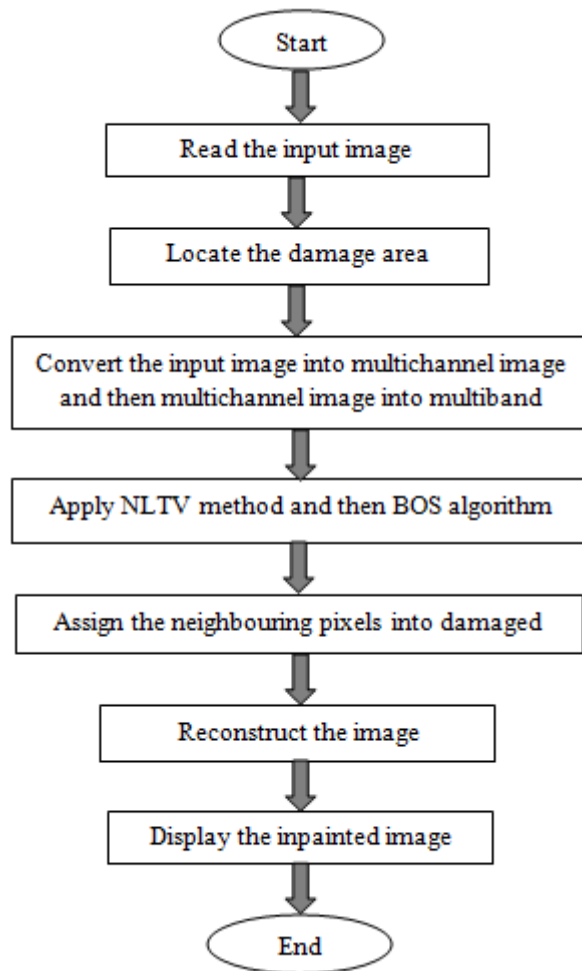 Start
Read the input image
Locate the damage area
Convert the input image into multichannel image
and then multichannel image into multiband
Apply NLTV method and then BOS algorithm
Assign the neighbouring pixels into damaged
Reconstruct the image
Display the inpainted image
End